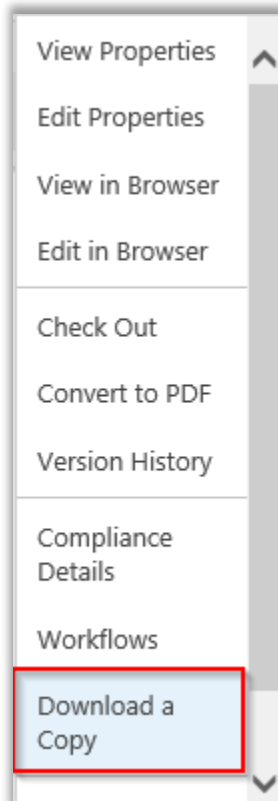 View Properties
Edit Properties
View in Browser
Edit in Browser
Check Out
Convert to PDF
Version History
Compliance
Details
Workflows
Download a
Copy